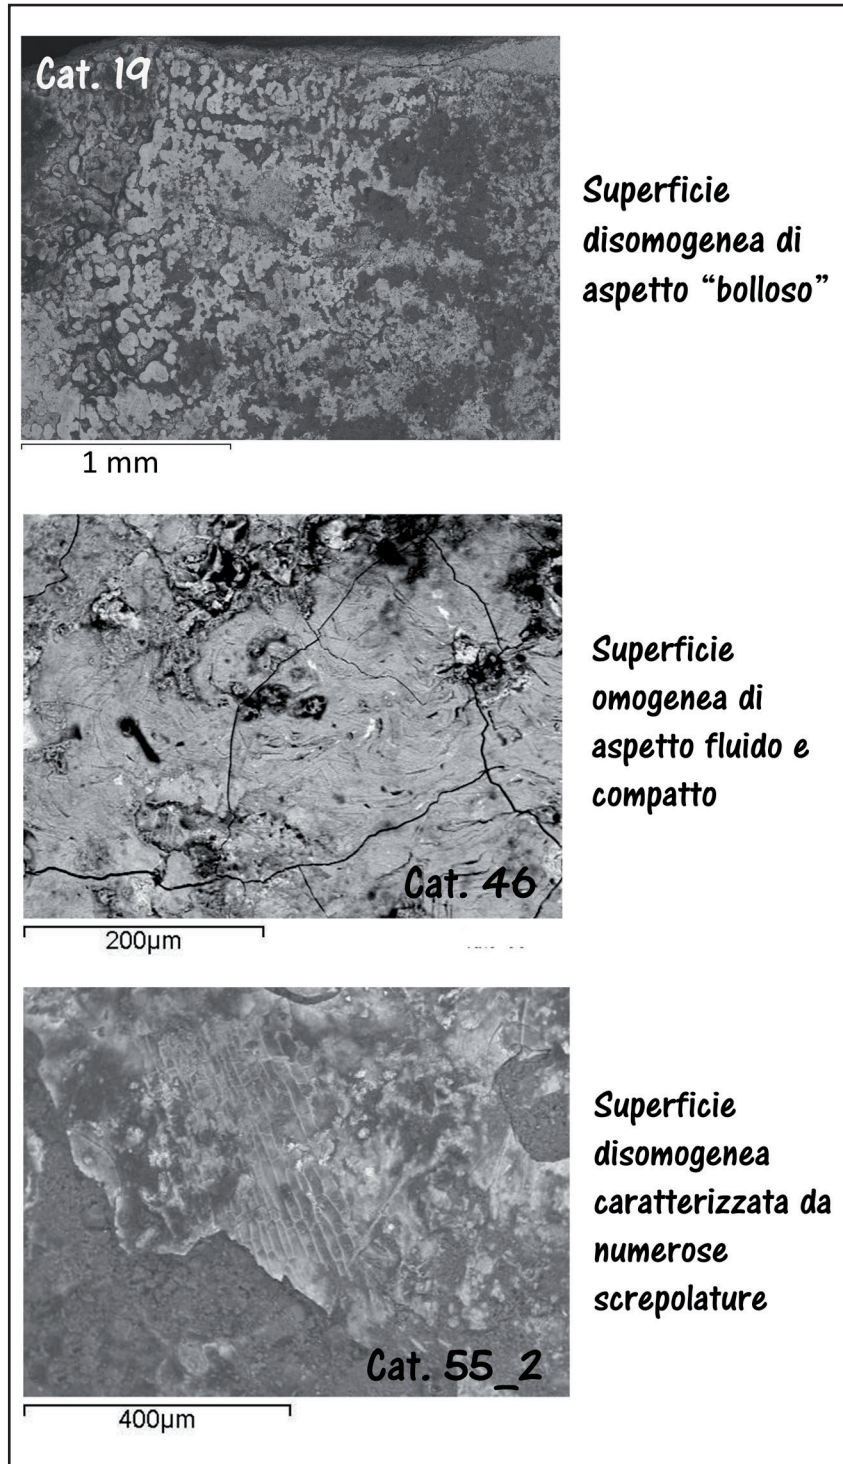 Cat. 19
Superficie
disomogenea di
aspetto “bolloso”
1 mm
Superficie
omogenea di
aspetto fluido e
compatto
Cat. 46
200µm
Superficie
disomogenea
caratterizzata da
numerose
screpolature
Cat. 55_2
400µm